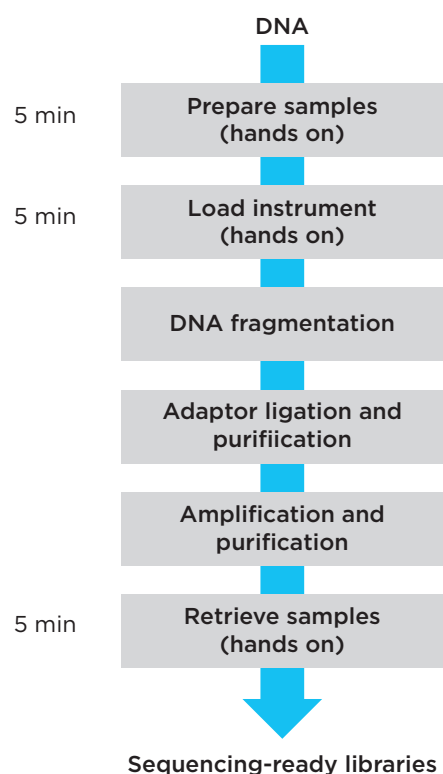 DNA
5 min
Prepare samples
(hands on)
5 min
Load instrument
(hands on)
DNA fragmentation
Adaptor ligation and
purifiication
Amplification and
purification
5 min
Retrieve samples
(hands on)
Sequencing-ready libraries